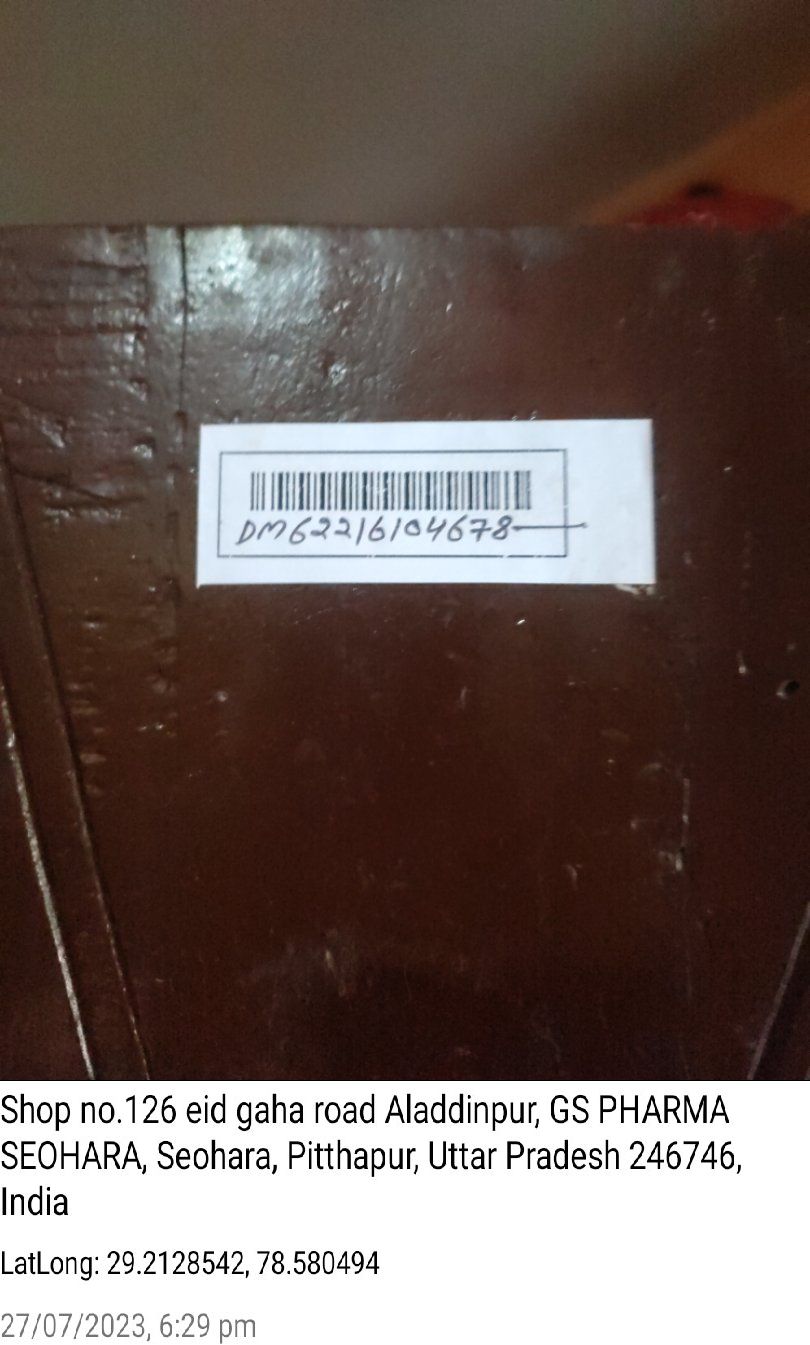 DM62216104678
Shop no.126 eid gaha road Aladdinpur, GS PHARMA
SEOHARA, Seohara, Pitthapur, Uttar Pradesh 246746,
India
LatLong: 29.2128542, 78.580494
27/07/2023, 6:29 pm